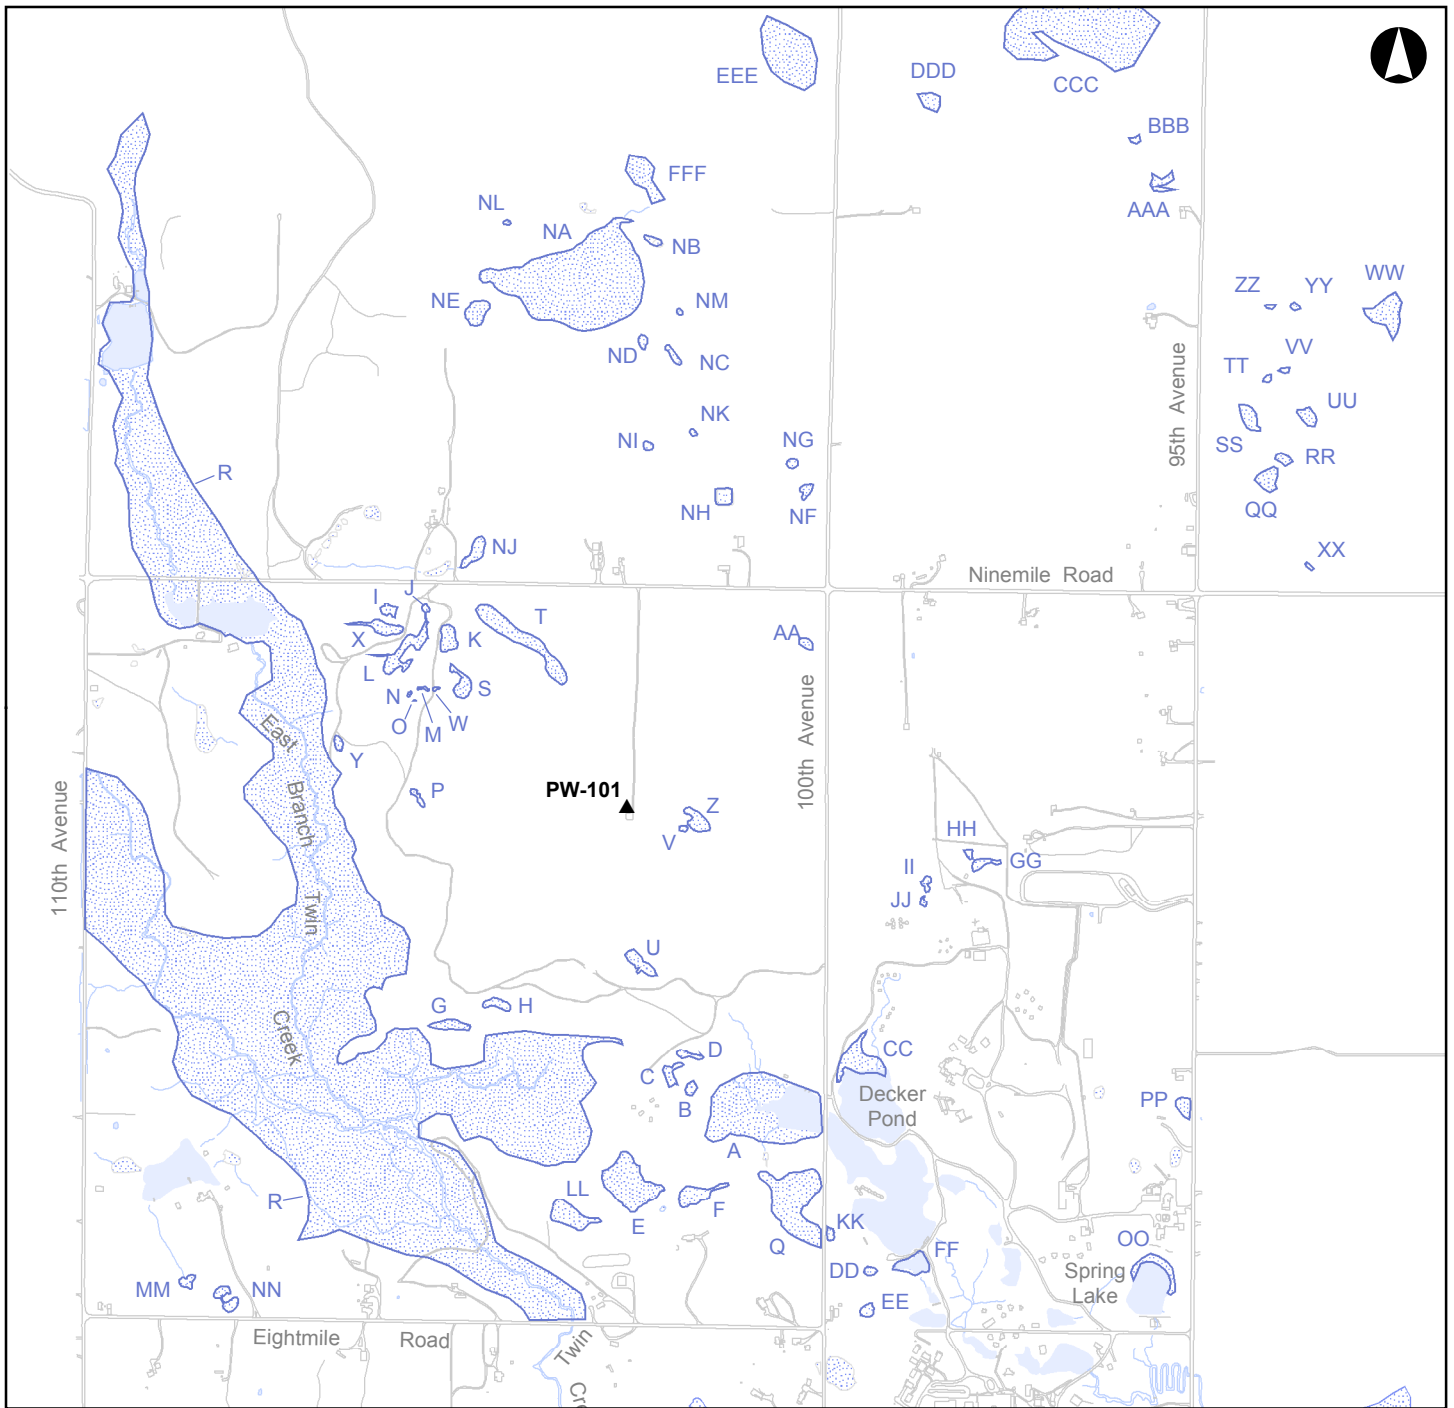 EEE
DDD
CCC
BBB
FFF
AAA
NL
NA
NB
NE
NM
ND
NC
ZZ
YY
WW
VV
TT
UU
SS
RR
QQ
XX
95th Avenue
NK
NI
NG
NH
NF
R
NJ
Ninemile Road
J
I
X
L
K
T
AA
N
O
M
W
S
Y
P
East Branch Twin Creek
110th Avenue
100th Avenue
PW-101
Z
V
HH
GG
II
JJ
U
G
H
D
C
B
A
CC
Decker
Pond
PP
R
LL
E
F
Q
KK
DD
FF
EE
OO
Spring
Lake
MM
NN
Eightmile Road
Twin
Cre